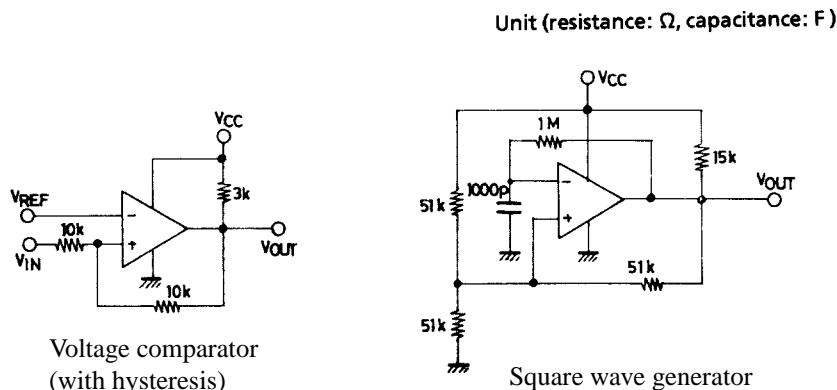 Unit (resistance: Ω, capacitance: F)
VCC
3k
VREF
−
VIN
10k
+
VOUT
10k
Voltage comparator
(with hysteresis)
VCC
1M
15k
1000p
−
+
51k
VOUT
51k
51k
Square wave generator